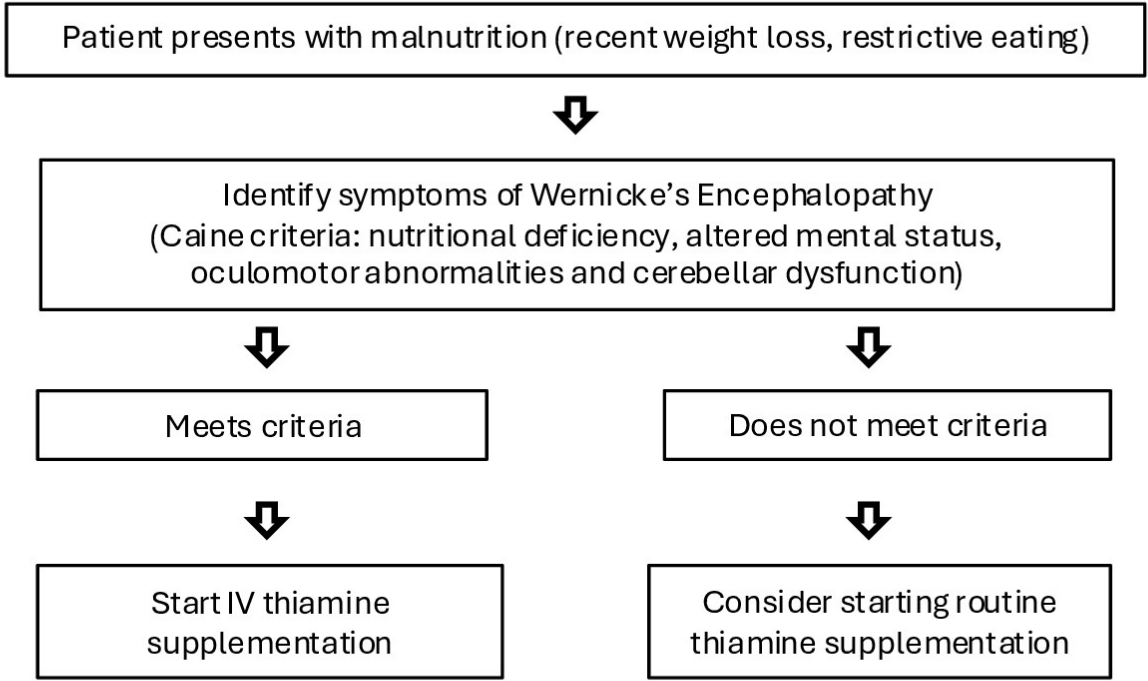 Patient presents with malnutrition (recent weight loss, restrictive eating)
Identify symptoms of Wernicke’s Encephalopathy
(Caine criteria: nutritional deficiency, altered mental status,
oculomotor abnormalities and cerebellar dysfunction)
Meets criteria
Does not meet criteria
Start IV thiamine
supplementation
Consider starting routine
thiamine supplementation